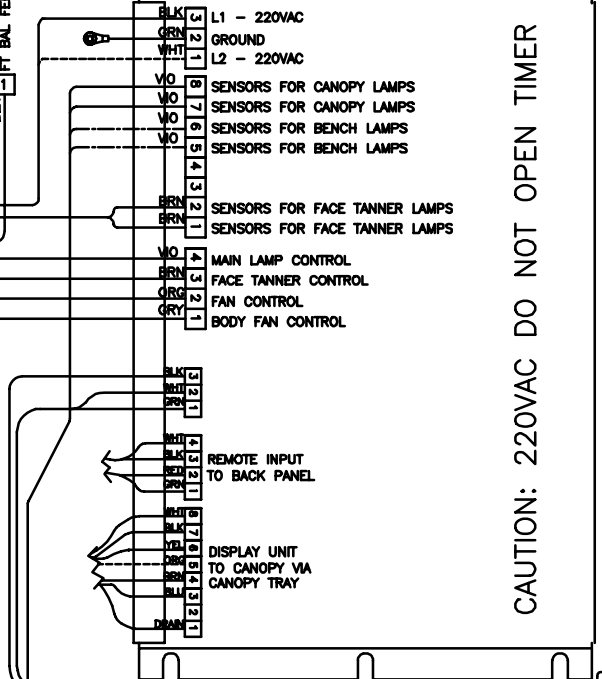 FT BAL FE
1
BLK 3 L1 - 220VAC
GRN 2 GROUND
WHT 1 L2 - 220VAC
VIO 8 SENSORS FOR CANOPY LAMPS
VIO 7 SENSORS FOR CANOPY LAMPS
VIO 6 SENSORS FOR BENCH LAMPS
VIO 5 SENSORS FOR BENCH LAMPS
4
3
BRN 2 SENSORS FOR FACE TANNER LAMPS
BRN 1 SENSORS FOR FACE TANNER LAMPS
VIO 4 MAIN LAMP CONTROL
BRN 3 FACE TANNER CONTROL
ORG 2 FAN CONTROL
GRY 1 BODY FAN CONTROL
BLK 3
WHT 2
GRN 1
WHT 4
BLK 3 REMOTE INPUT
RED 2 TO BACK PANEL
GRN 1
WHT 8
BLK 7
YEL 6 DISPLAY UNIT
ORG 5 TO CANOPY VIA
BRN 4 CANOPY TRAY
BLU 3
2
DRAIN 1
CAUTION: 220VAC DO NOT OPEN TIMER